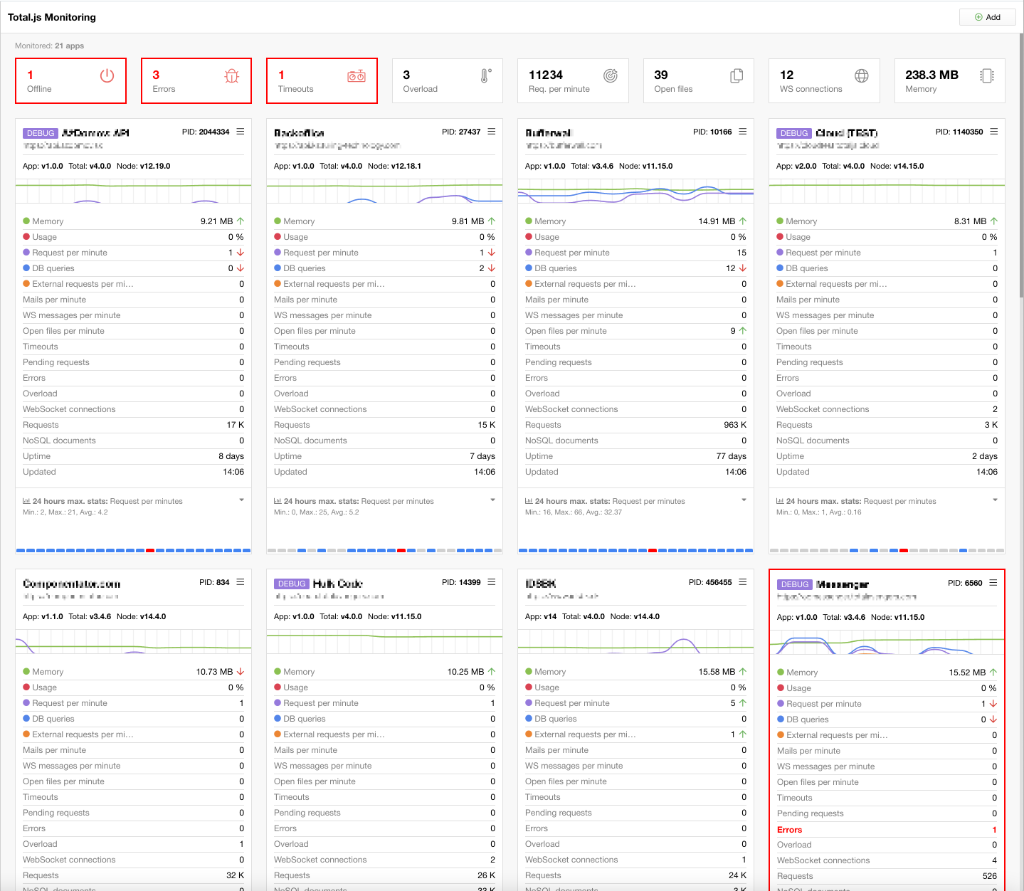 Total.js Monitoring
Add
Monitored: 21 apps
1
Offline
3
Errors
1
Timeouts
3
Overload
11234
Req. per minute
39
Open files
12
WS connections
238.3 MB
Memory
DEBUG PID: 2044334
App: v1.0.0 Total: v4.0.0 Node: v12.19.0
Memory 9.21 MB
Usage 0 %
Request per minute 1
DB queries 0
External requests per mi... 0
Mails per minute 0
WS messages per minute 0
Open files per minute 0
Timeouts 0
Pending requests 0
Errors 0
Overload 0
WebSocket connections 0
Requests 17 K
NoSQL documents 0
Uptime 8 days
Updated 14:06
24 hours max. stats: Request per minutes
Min.: 2, Max.: 21, Avg.: 4.2
Backoffice PID: 27437
App: v1.0.0 Total: v4.0.0 Node: v12.18.1
Memory 9.81 MB
Usage 0 %
Request per minute 1
DB queries 2
External requests per mi... 0
Mails per minute 0
WS messages per minute 0
Open files per minute 0
Timeouts 0
Pending requests 0
Errors 0
Overload 0
WebSocket connections 0
Requests 15 K
NoSQL documents 0
Uptime 7 days
Updated 14:06
24 hours max. stats: Request per minutes
Min.: 0, Max.: 25, Avg.: 5.2
Bufferwall PID: 10166
App: v1.0.0 Total: v3.4.6 Node: v11.15.0
Memory 14.91 MB
Usage 0 %
Request per minute 15
DB queries 12
External requests per mi... 0
Mails per minute 0
WS messages per minute 0
Open files per minute 9
Timeouts 0
Pending requests 0
Errors 0
Overload 0
WebSocket connections 0
Requests 963 K
NoSQL documents 0
Uptime 77 days
Updated 14:06
24 hours max. stats: Request per minutes
Min.: 16, Max.: 66, Avg.: 32.37
DEBUG Cloud (TEST) PID: 1140350
App: v2.0.0 Total: v4.0.0 Node: v14.15.0
Memory 8.31 MB
Usage 0 %
Request per minute 1
DB queries 0
External requests per mi... 0
Mails per minute 0
WS messages per minute 0
Open files per minute 0
Timeouts 0
Pending requests 0
Errors 0
Overload 0
WebSocket connections 2
Requests 3 K
NoSQL documents 0
Uptime 2 days
Updated 14:06
24 hours max. stats: Request per minutes
Min.: 0, Max.: 1, Avg.: 0.16
Componentator.com PID: 834
App: v1.1.0 Total: v3.4.6 Node: v14.4.0
Memory 10.73 MB
Usage 0 %
Request per minute 1
DB queries 0
External requests per mi... 0
Mails per minute 0
WS messages per minute 0
Open files per minute 0
Timeouts 0
Pending requests 0
Errors 0
Overload 1
WebSocket connections 0
Requests 32 K
NoSQL documents 0
DEBUG Hulk Code PID: 14399
App: v1.0.0 Total: v4.0.0 Node: v11.15.0
Memory 10.25 MB
Usage 0 %
Request per minute 1
DB queries 0
External requests per mi... 0
Mails per minute 0
WS messages per minute 0
Open files per minute 0
Timeouts 0
Pending requests 0
Errors 0
Overload 0
WebSocket connections 2
Requests 26 K
NoSQL documents
PID: 456455
App: v14 Total: v4.0.0 Node: v14.4.0
Memory 15.58 MB
Usage 0 %
Request per minute 5
DB queries 0
External requests per mi... 1
Mails per minute 0
WS messages per minute 0
Open files per minute 0
Timeouts 0
Pending requests 0
Errors 0
Overload 0
WebSocket connections 1
Requests 24 K
NoSQL documents
DEBUG Messenger PID: 6560
App: v1.0.0 Total: v3.4.6 Node: v11.15.0
Memory 15.52 MB
Usage 0 %
Request per minute 1
DB queries 0
External requests per mi... 0
Mails per minute 0
WS messages per minute 0
Open files per minute 0
Timeouts 0
Pending requests 0
Errors 1
Overload 0
WebSocket connections 4
Requests 526